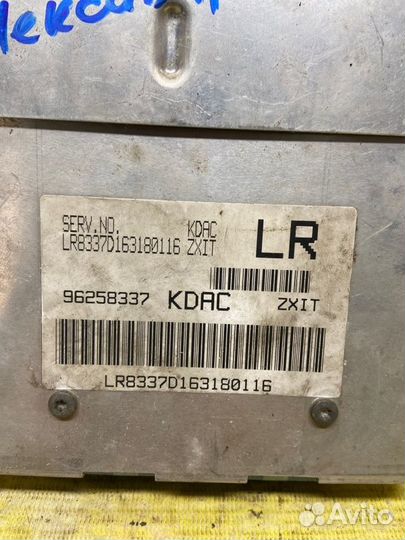 SERV.NO. KDAC
LR8337D163180116 ZXIT
LR
96258337 KDAC ZXIT
LR8337D163180116
Avito